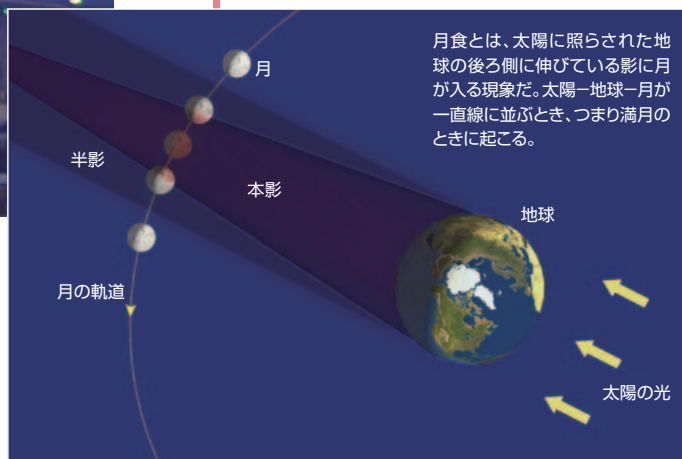 月食とは、太陽に照らされた地
球の後ろ側に伸びている影に月
が入る現象だ。太陽−地球−月が
一直線に並ぶとき、つまり満月の
ときに起こる。
月
半影
本影
地球
月の軌道
太陽の光